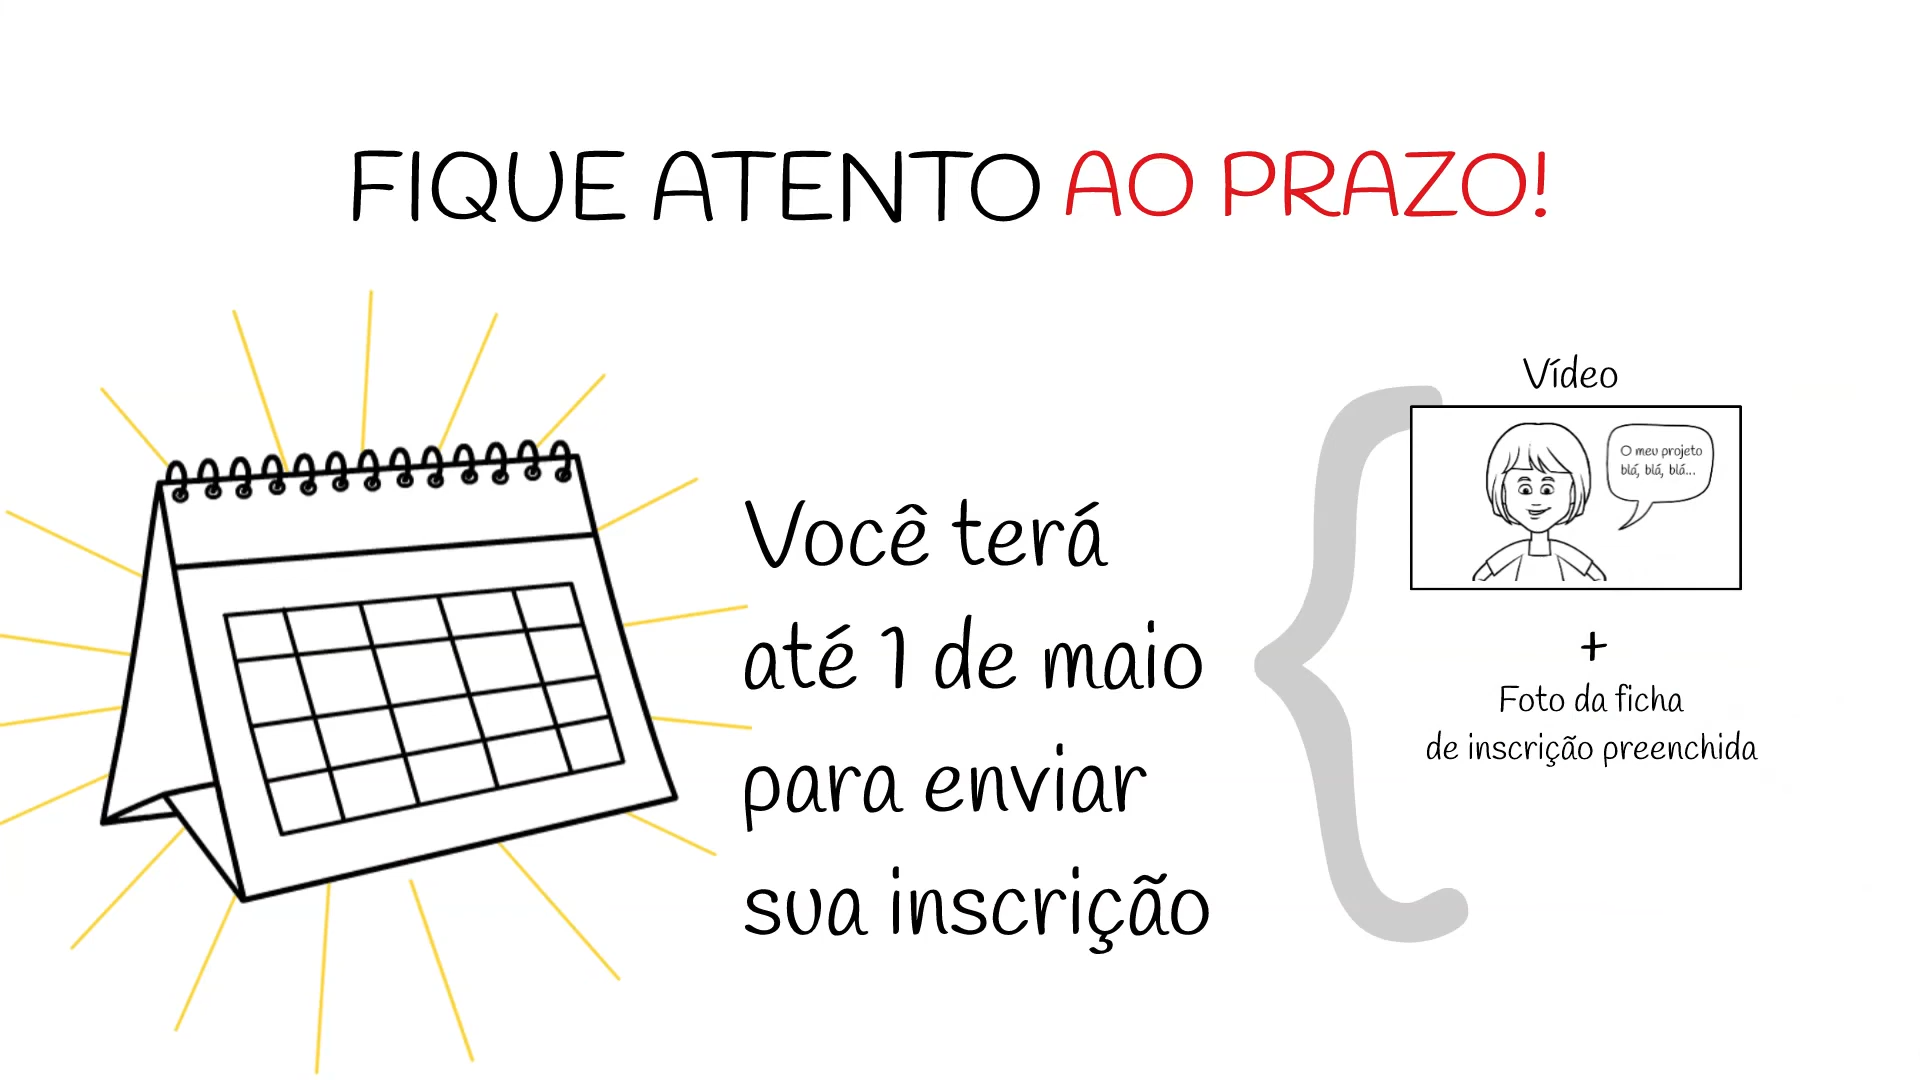 FIQUE ATENTO AO PRAZO!
Você terá
até 1 de maio
para enviar
sua inscrição
Vídeo
O meu projeto
blá, blá, blá...
+
Foto da ficha
de inscrição preenchida